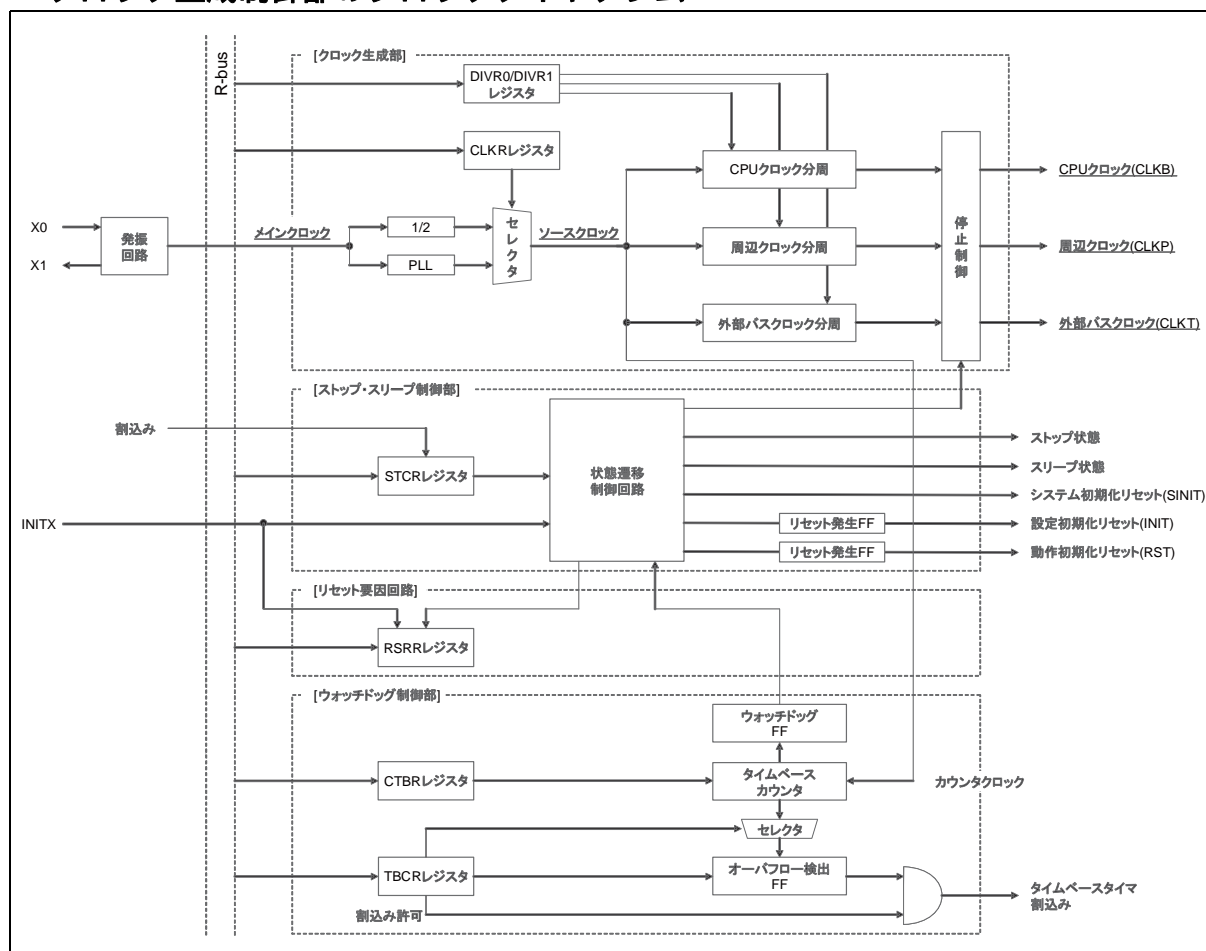 R-bus
[クロック生成部]
DIVR0/DIVR1
レジスタ
CLKRレジスタ
CPUクロック分周
CPUクロック(CLKB)
X0
X1
発振
回路
メインクロック
1/2
PLL
セレクタ
ソースクロック
周辺クロック分周
停止制御
周辺クロック(CLKP)
外部バスクロック分周
外部バスクロック(CLKT)
[ストップ・スリープ制御部]
割込み
STCRレジスタ
状態遷移
制御回路
ストップ状態
スリープ状態
システム初期化リセット(SINIT)
INITX
リセット発生FF
設定初期化リセット(INIT)
リセット発生FF
動作初期化リセット(RST)
[リセット要因回路]
RSRRレジスタ
[ウォッチドッグ制御部]
ウォッチドッグ
FF
CTBRレジスタ
タイムベース
カウンタ
カウンタクロック
セレクタ
TBCRレジスタ
オーバフロー検出
FF
割込み許可
タイムベースタイマ
割込み